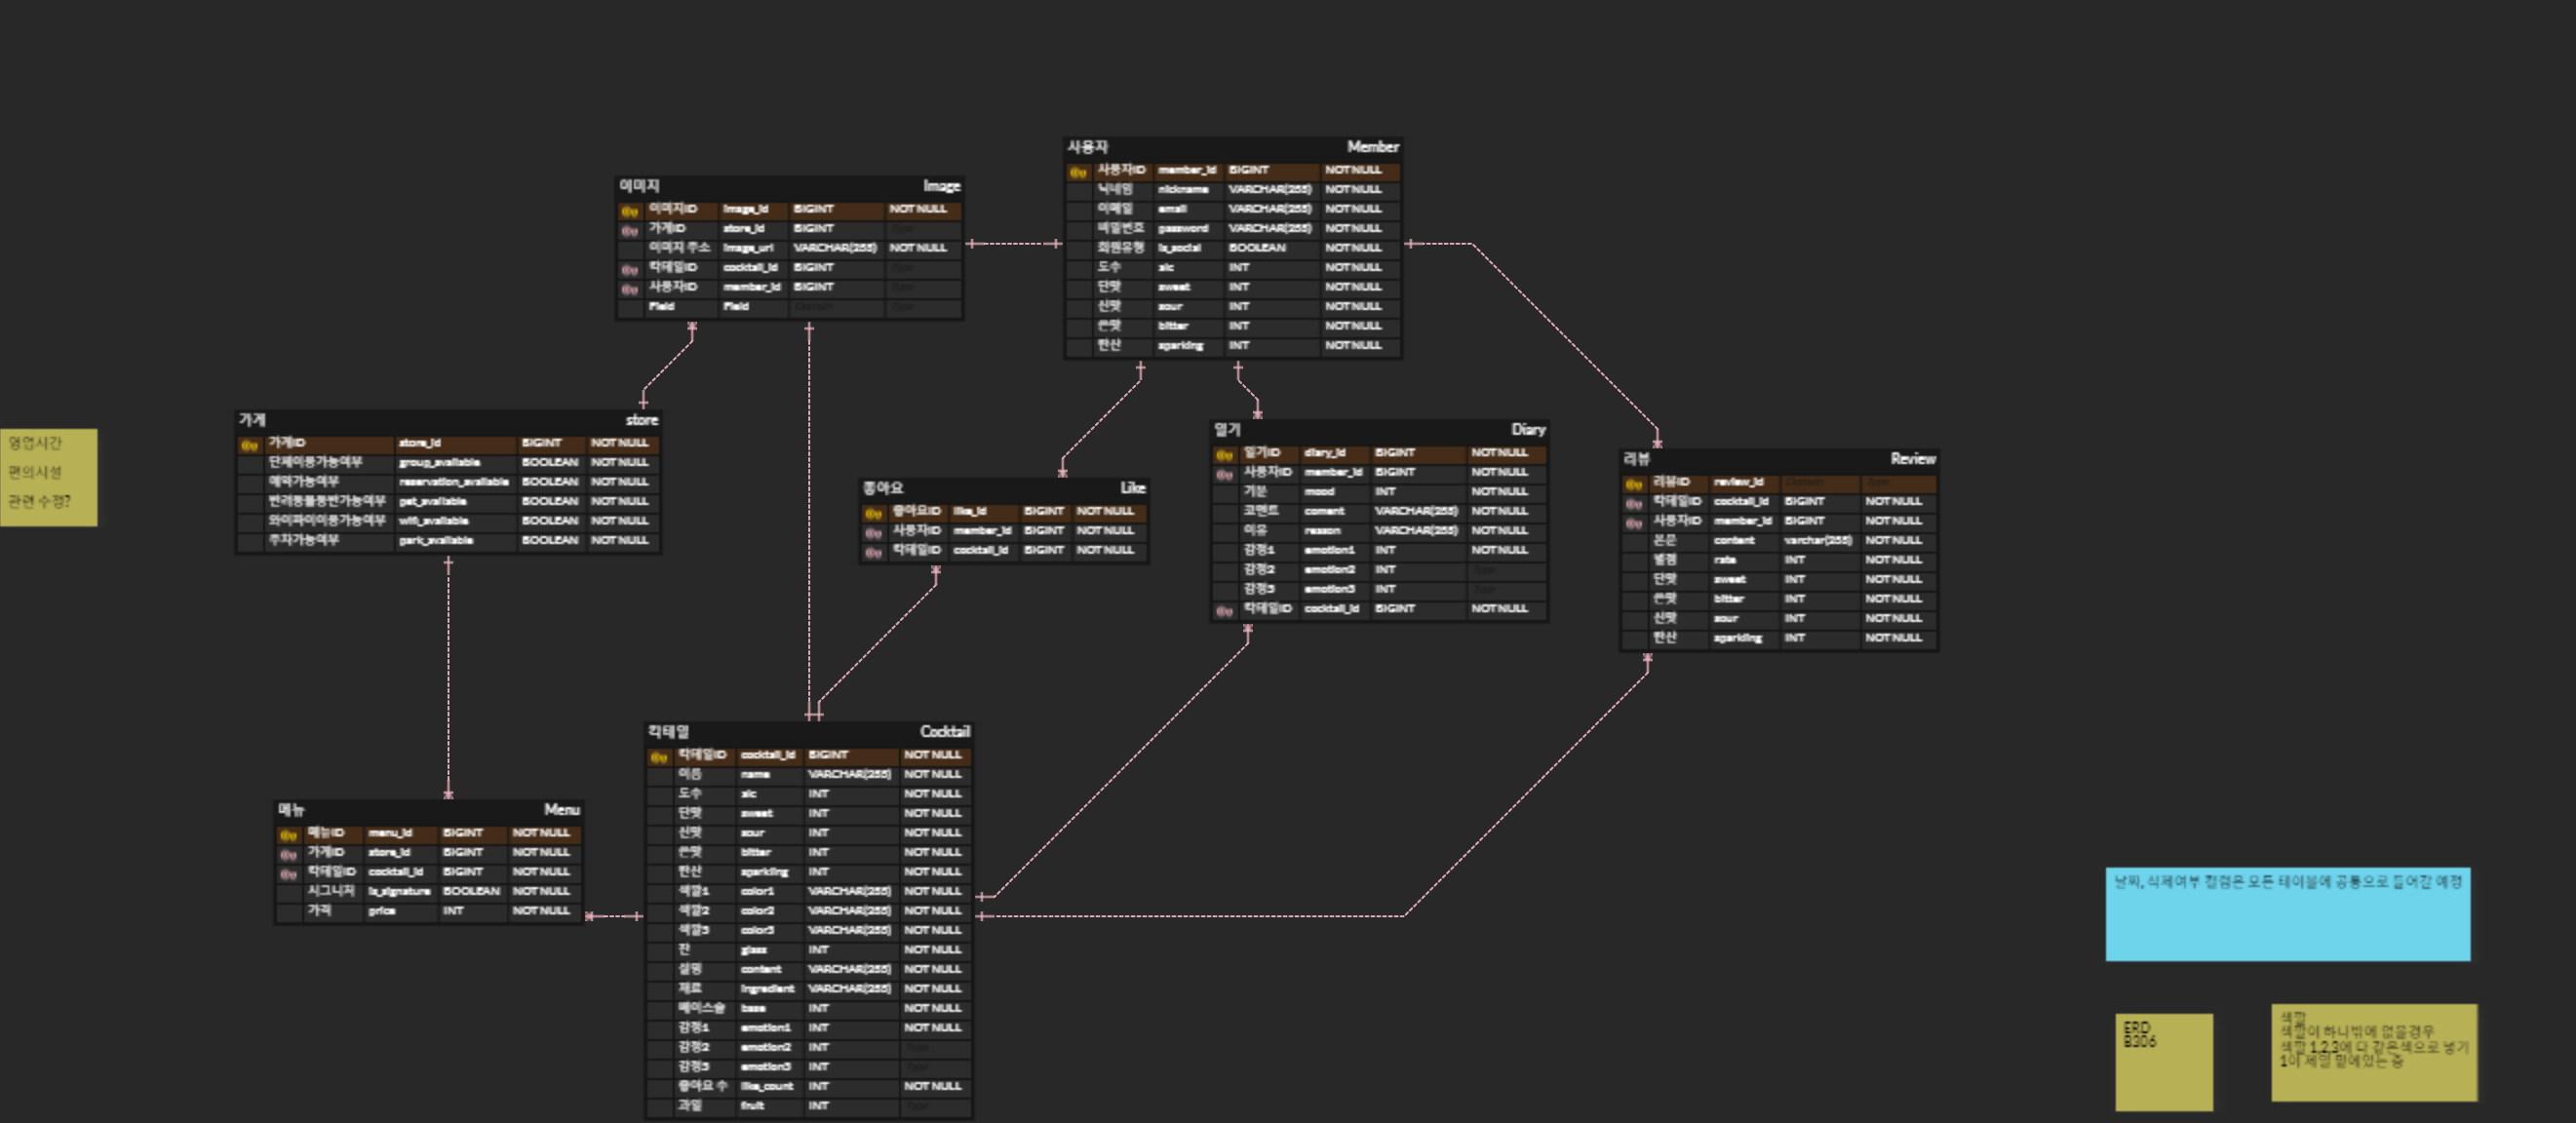 사용자 Member
사용자ID member_id BIGINT NOT NULL
닉네임 nickname VARCHAR(255) NOT NULL
이메일 email VARCHAR(255) NOT NULL
비밀번호 password VARCHAR(255) NOT NULL
회원유형 is_social BOOLEAN NOT NULL
도수 alc INT NOT NULL
단맛 sweet INT NOT NULL
신맛 sour INT NOT NULL
쓴맛 bitter INT NOT NULL
탄산 sparking INT NOT NULL
이미지 Image
이미지ID image_id BIGINT NOT NULL
가게ID store_id BIGINT Type
이미지 주소 image_url VARCHAR(255) NOT NULL
칵테일ID cocktail_id BIGINT Type
사용자ID member_id BIGINT Type
Field Field Domain Type
가게 store
가게ID store_id BIGINT NOT NULL
단체이용가능여부 group_available BOOLEAN NOT NULL
예약가능여부 reservation_available BOOLEAN NOT NULL
반려동물동반가능여부 pet_available BOOLEAN NOT NULL
와이파이이용가능여부 wifi_available BOOLEAN NOT NULL
주차가능여부 park_available BOOLEAN NOT NULL
영업시간
편의시설
관련 수정?
좋아요 Like
좋아요ID like_id BIGINT NOT NULL
사용자ID member_id BIGINT NOT NULL
칵테일ID cocktail_id BIGINT NOT NULL
일기 Diary
일기ID diary_id BIGINT NOT NULL
사용자ID member_id BIGINT NOT NULL
기분 mood INT NOT NULL
코멘트 coment VARCHAR(255) NOT NULL
이유 reason VARCHAR(255) NOT NULL
감정1 emotion1 INT NOT NULL
감정2 emotion2 INT Type
감정3 emotion3 INT Type
칵테일ID cocktail_id BIGINT NOT NULL
리뷰 Review
리뷰ID review_id Domain Type
칵테일ID cocktail_id BIGINT NOT NULL
사용자ID member_id BIGINT NOT NULL
본문 content varchar(255) NOT NULL
별점 rate INT NOT NULL
단맛 sweet INT NOT NULL
쓴맛 bitter INT NOT NULL
신맛 sour INT NOT NULL
탄산 sparking INT NOT NULL
칵테일 Cocktail
칵테일ID cocktail_id BIGINT NOT NULL
이름 name VARCHAR(255) NOT NULL
도수 alc INT NOT NULL
단맛 sweet INT NOT NULL
신맛 sour INT NOT NULL
쓴맛 bitter INT NOT NULL
탄산 sparkling INT NOT NULL
색깔1 color1 VARCHAR(255) NOT NULL
색깔2 color2 VARCHAR(255) NOT NULL
색깔3 color3 VARCHAR(255) NOT NULL
잔 glass INT NOT NULL
설명 content VARCHAR(255) NOT NULL
재료 ingredient VARCHAR(255) NOT NULL
베이스술 base INT NOT NULL
감정1 emotion1 INT NOT NULL
감정2 emotion2 INT Type
감정3 emotion3 INT Type
좋아요 수 like_count INT NOT NULL
과일 fruit INT Type
메뉴 Menu
메뉴ID menu_id BIGINT NOT NULL
가게ID store_id BIGINT NOT NULL
칵테일ID cocktail_id BIGINT NOT NULL
시그니처 is_signature BOOLEAN NOT NULL
가격 price INT NOT NULL
날짜, 삭제여부 컬럼은 모든 테이블에 공통으로 들어갈 예정
ERD
B306
색깔
색깔이 하나밖에 없을경우
색깔 1,2,3에 다 같은색으로 넣기
1이 제일 밑에있는 층